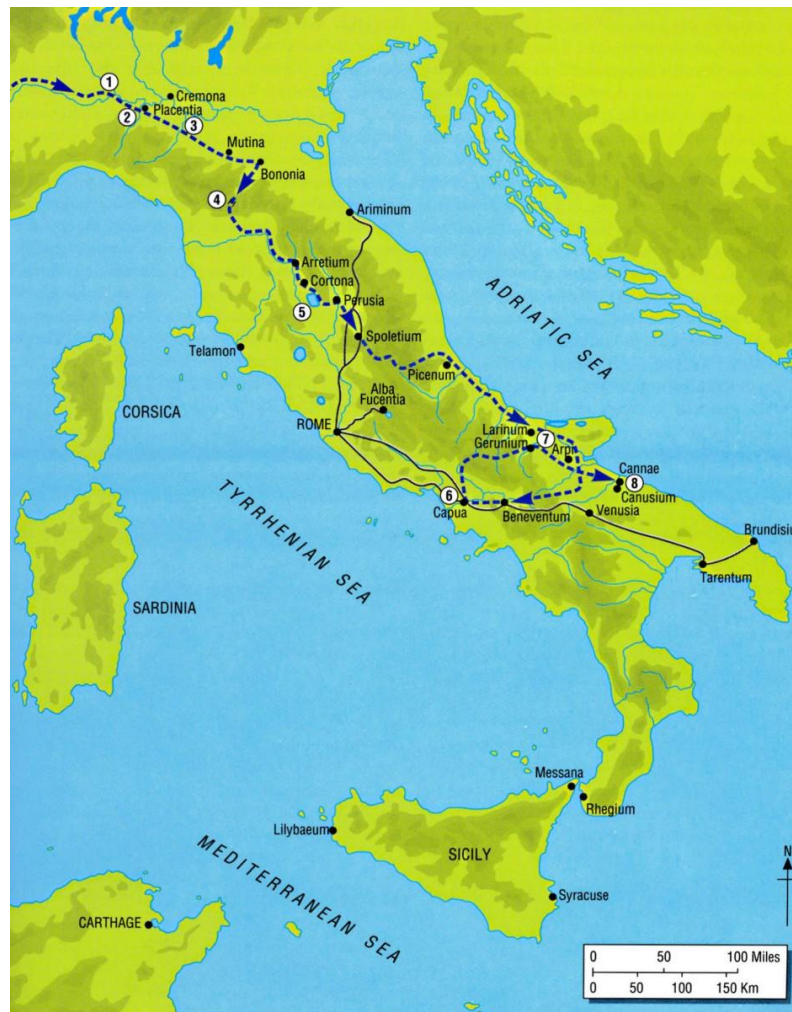 1
Cremona
2
Placentia
3
Mutina
Bononia
4
Ariminum
Arretium
Cortona
5
Perusia
Spoletium
Telamon
Picenum
Alba
Fucentia
ROME
CORSICA
ADRIATIC SEA
Larinum
Gerunium
7
Arpi
Cannae
8
Canusium
6
Capua
Beneventum
Venusia
Brundisiu
Tarentum
TYRRHENIAN SEA
SARDINIA
Messana
Rhegium
Lilybaeum
SICILY
Syracuse
MEDITERRANEAN SEA
CARTHAGE
N
0 50 100 Miles
0 50 100 150 Km